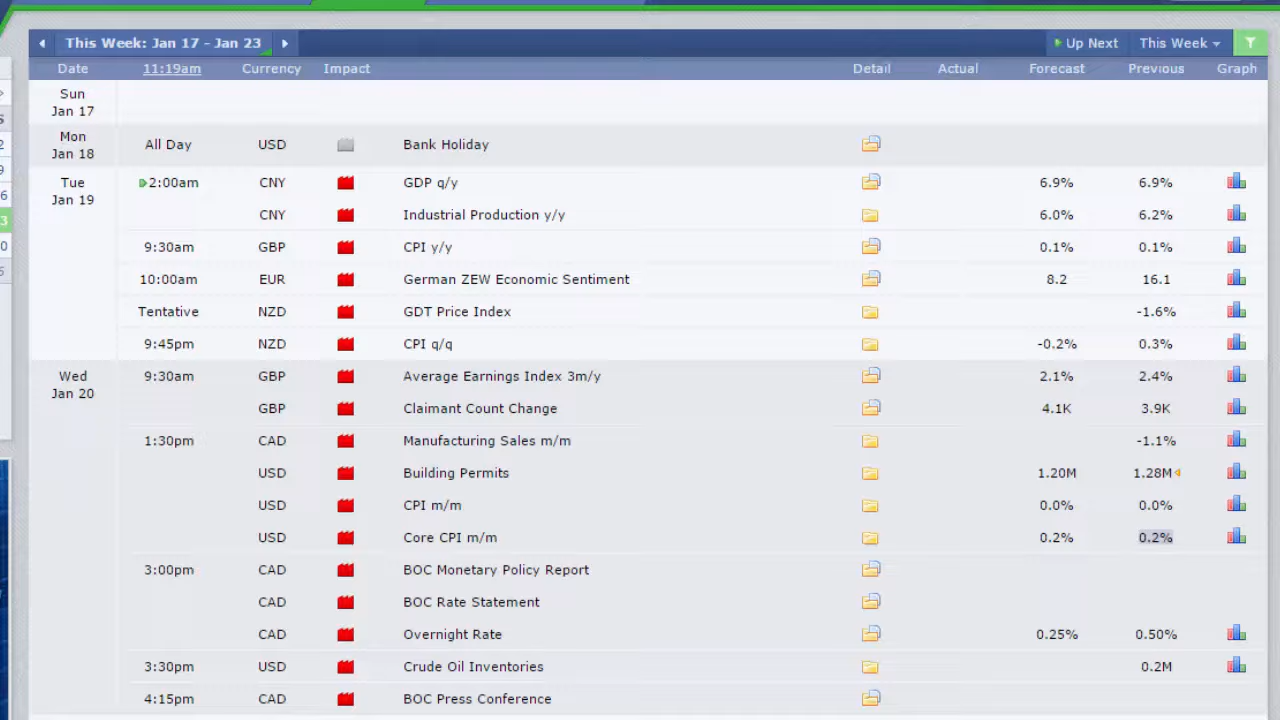 This Week: Jan 17 - Jan 23 Up Next This Week
Date 11:19am Currency Impact Detail Actual Forecast Previous Graph
Sun
Jan 17
Mon
Jan 18
All Day USD Bank Holiday
Tue
Jan 19
2:00am CNY GDP q/y 6.9% 6.9%
CNY Industrial Production y/y 6.0% 6.2%
9:30am GBP CPI y/y 0.1% 0.1%
10:00am EUR German ZEW Economic Sentiment 8.2 16.1
Tentative NZD GDT Price Index -1.6%
9:45pm NZD CPI q/q -0.2% 0.3%
Wed
Jan 20
9:30am GBP Average Earnings Index 3m/y 2.1% 2.4%
GBP Claimant Count Change 4.1K 3.9K
1:30pm CAD Manufacturing Sales m/m -1.1%
USD Building Permits 1.20M 1.28M
USD CPI m/m 0.0% 0.0%
USD Core CPI m/m 0.2% 0.2%
3:00pm CAD BOC Monetary Policy Report
CAD BOC Rate Statement
CAD Overnight Rate 0.25% 0.50%
3:30pm USD Crude Oil Inventories 0.2M
4:15pm CAD BOC Press Conference